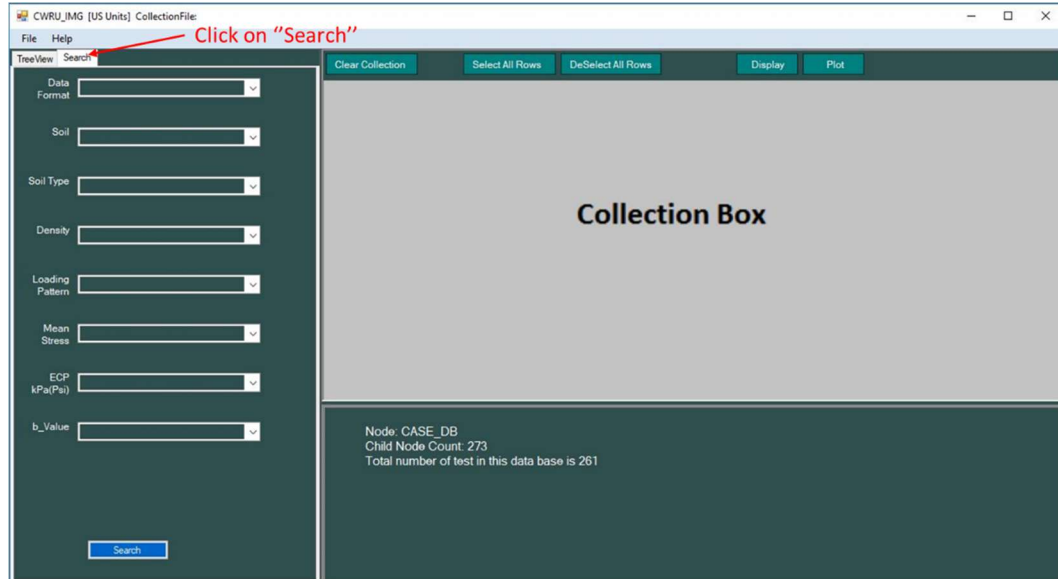 CWRU_IMG [US Units] CollectionFile:
File Help
Click on ‘’Search’’
TreeView Search
Clear Collection Select All Rows DeSelect All Rows Display Plot
Data
Format
Soil
Soil Type
Density
Loading
Pattern
Mean
Stress
ECP
kPa(Psi)
b_Value
Search
Collection Box
Node: CASE_DB
Child Node Count: 273
Total number of test in this data base is 261